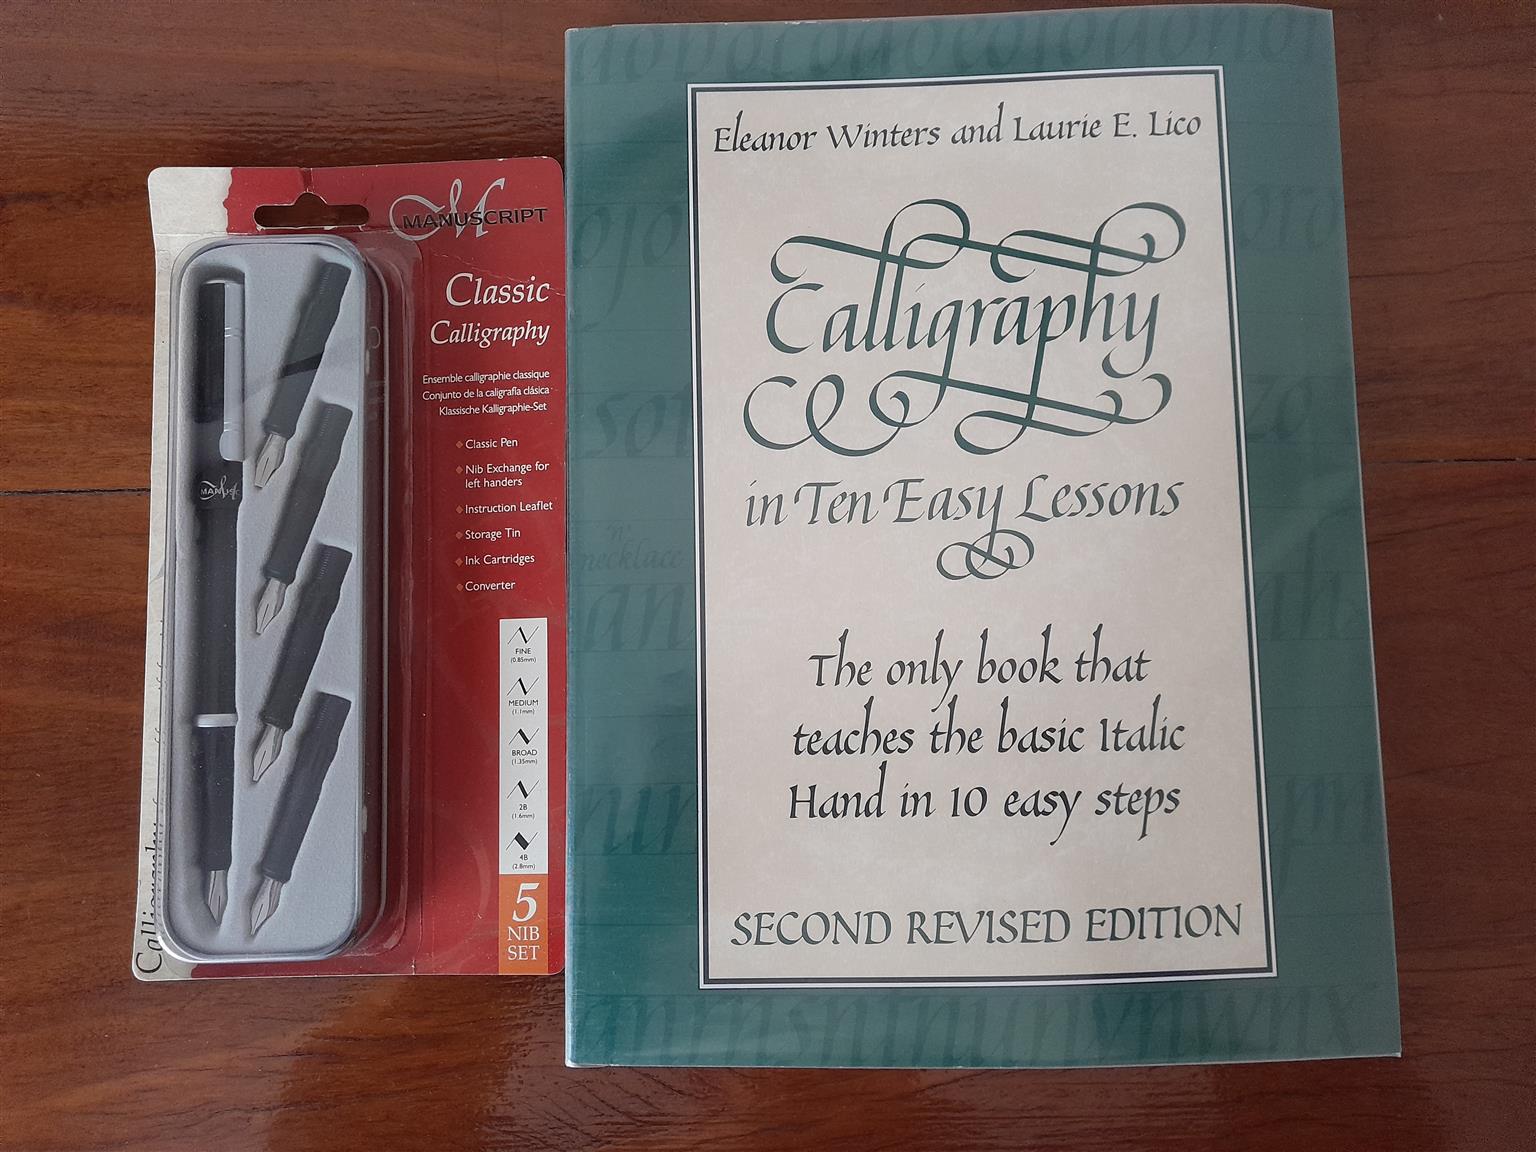 MANUSCRIPT
Classic
Calligraphy
Ensemble calligraphie classique
Conjunto de la caligrafía clásica
Klassische Kalligraphie-Set
Classic Pen
Nib Exchange for
left handers
Instruction Leaflet
Storage Tin
Ink Cartridges
Converter
FINE
(0.85mm)
MEDIUM
(1.1mm)
BROAD
(1.35mm)
2B
(1.6mm)
4B
(2.8mm)
5
NIB
SET
Calligraphy
Eleanor Winters and Laurie E. Lico
Calligraphy
in Ten Easy Lessons
The only book that
teaches the basic Italic
Hand in 10 easy steps
SECOND REVISED EDITION
'n'
necklace